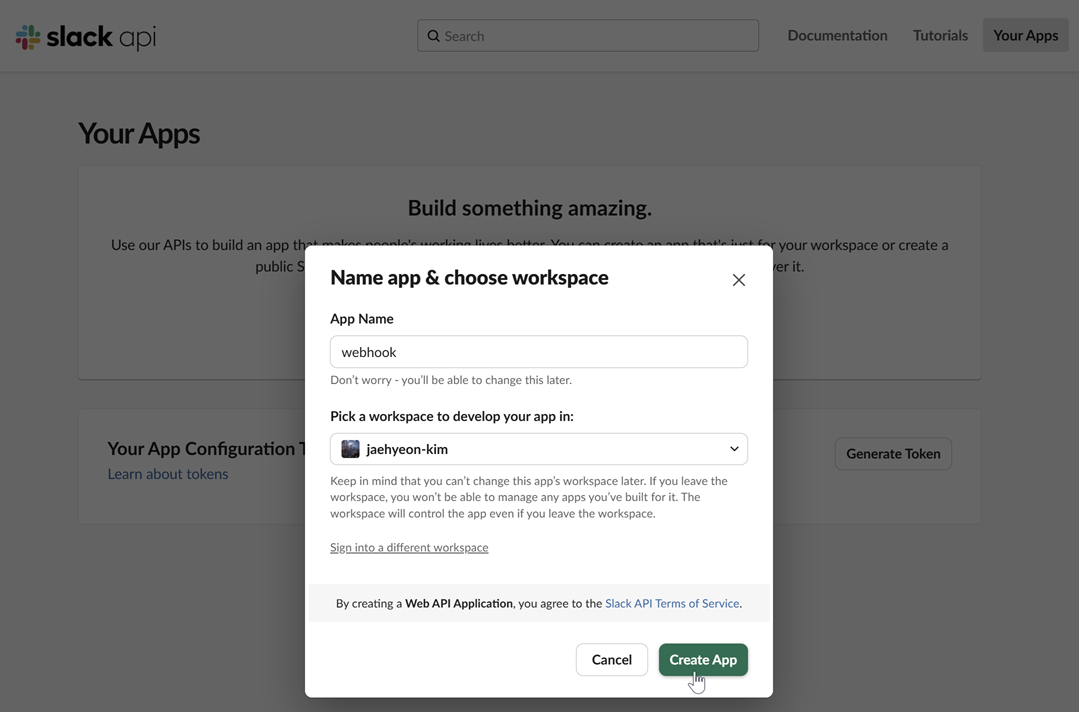 slack api
Search
Documentation
Tutorials
Your Apps
Your Apps
Build something amazing.
Use our APIs to build an app that makes people's working lives better. You can create an app that's just for your workspace or create a
public S
ver it.
Name app & choose workspace
App Name
webhook
Don't worry - you'll be able to change this later.
Pick a workspace to develop your app in:
jaehyeon-kim
Keep in mind that you can't change this app's workspace later. If you leave the
workspace, you won't be able to manage any apps you've built for it. The
workspace will control the app even if you leave the workspace.
Sign into a different workspace
By creating a Web API Application, you agree to the Slack API Terms of Service.
Cancel
Create App
Your App Configuration T
Learn about tokens
Generate Token